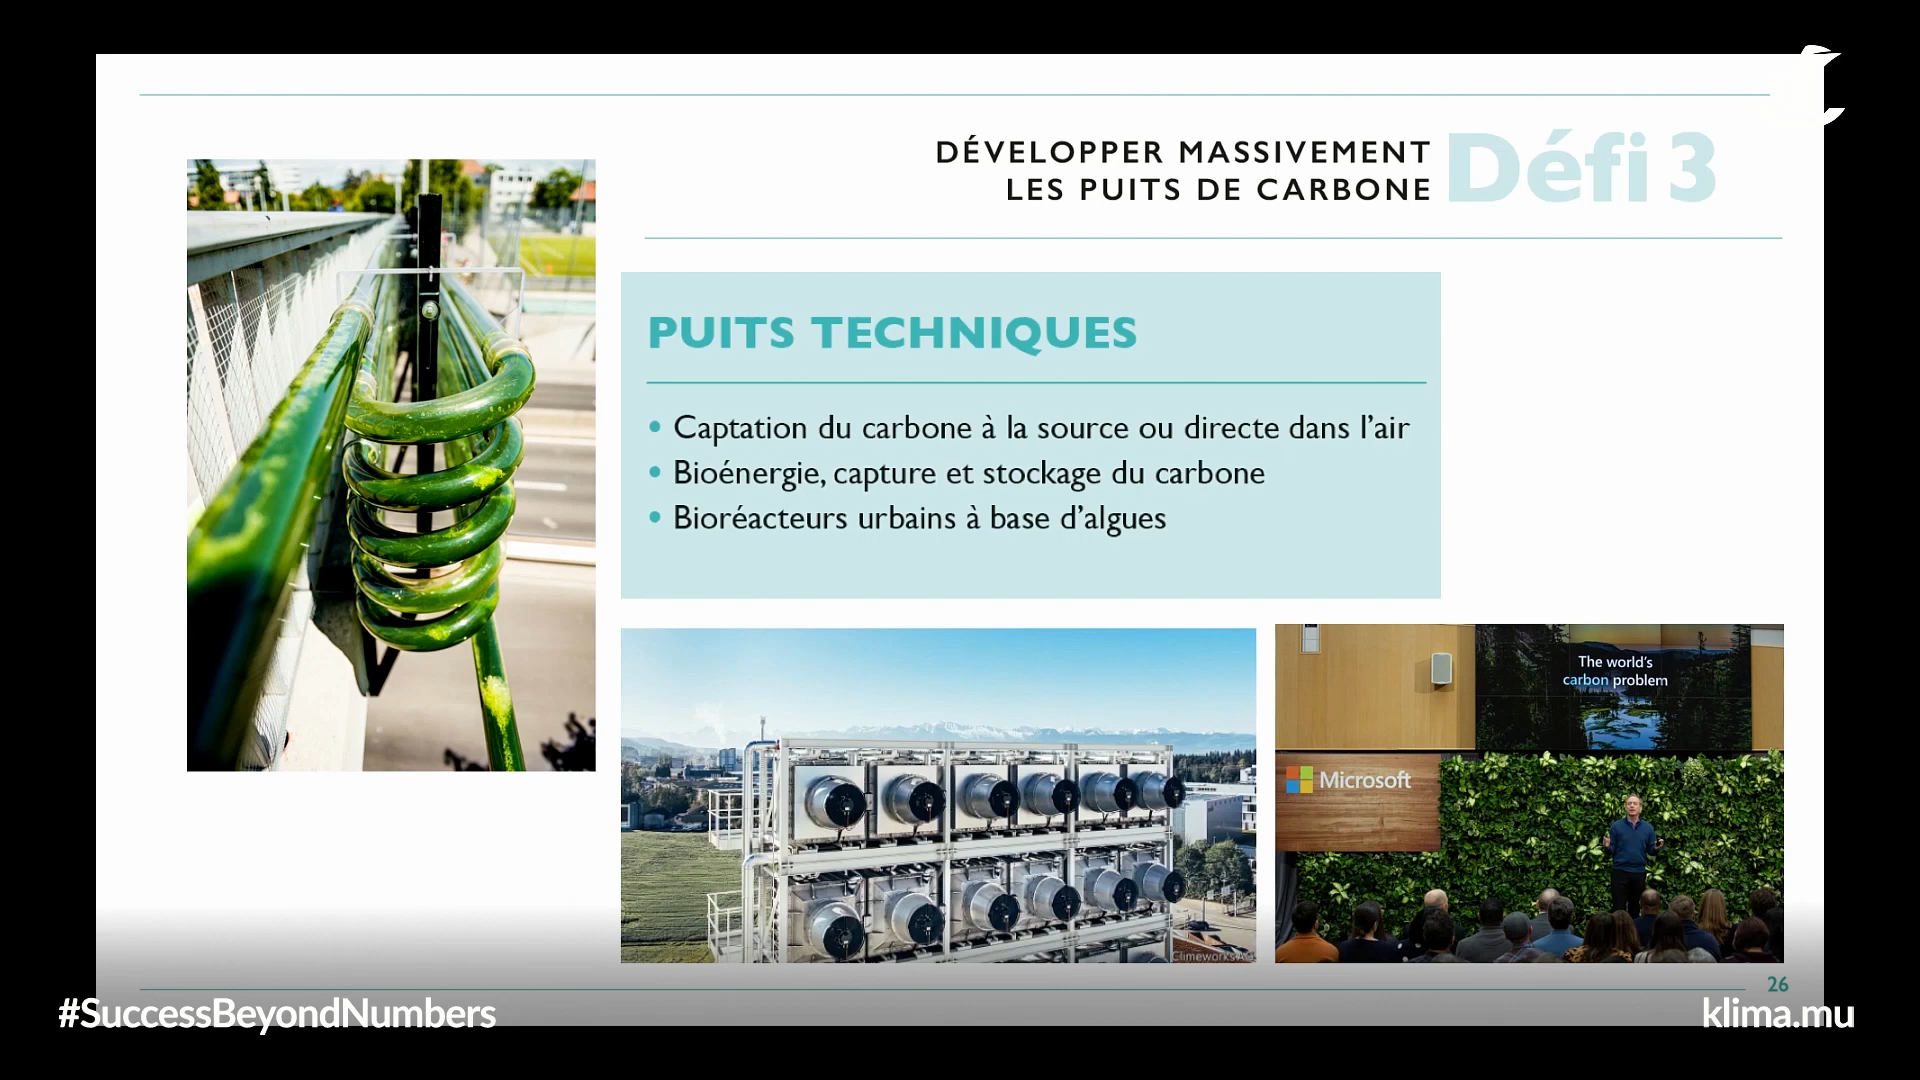 DÉVELOPPER MASSIVEMENT
LES PUITS DE CARBONE
Défi 3
PUITS TECHNIQUES
• Captation du carbone à la source ou directe dans l’air
• Bioénergie, capture et stockage du carbone
• Bioréacteurs urbains à base d’algues
The world's
carbon problem
Microsoft
Climeworks AG
26
#SuccessBeyondNumbers
klima.mu